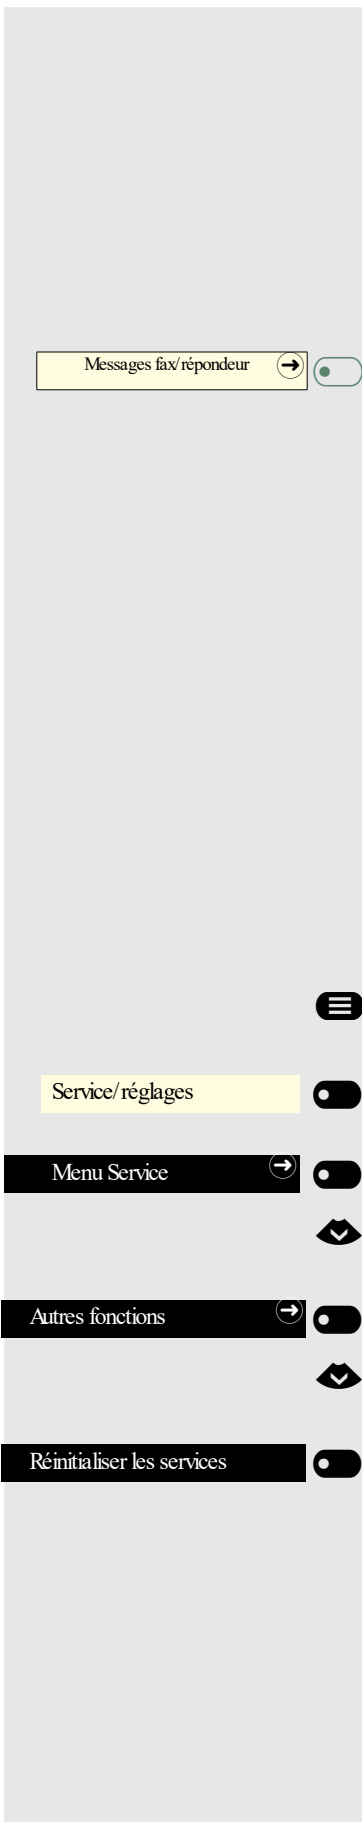 Messages fax/répondeur
Service/réglages
Menu Service
Autres fonctions
Réinitialiser les services